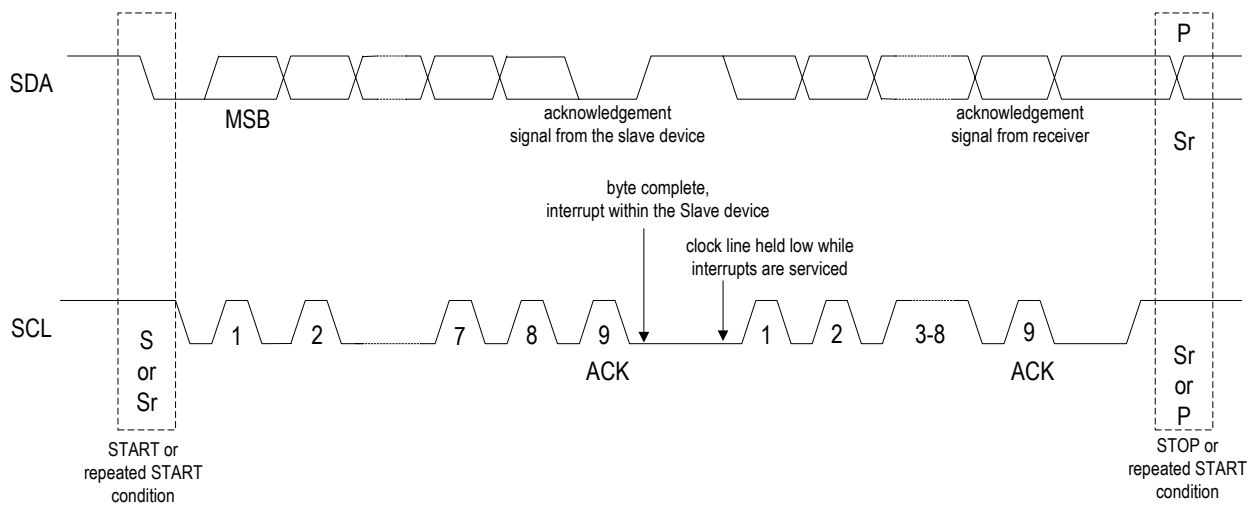 P
SDA
MSB
acknowledgement
signal from the slave device
acknowledgement
signal from receiver
Sr
byte complete,
interrupt within the Slave device
clock line held low while
interrupts are serviced
SCL
1
2
7
8
9
1
2
3-8
9
S
or
Sr
ACK
ACK
Sr
or
P
START or
repeated START
condition
STOP or
repeated START
condition